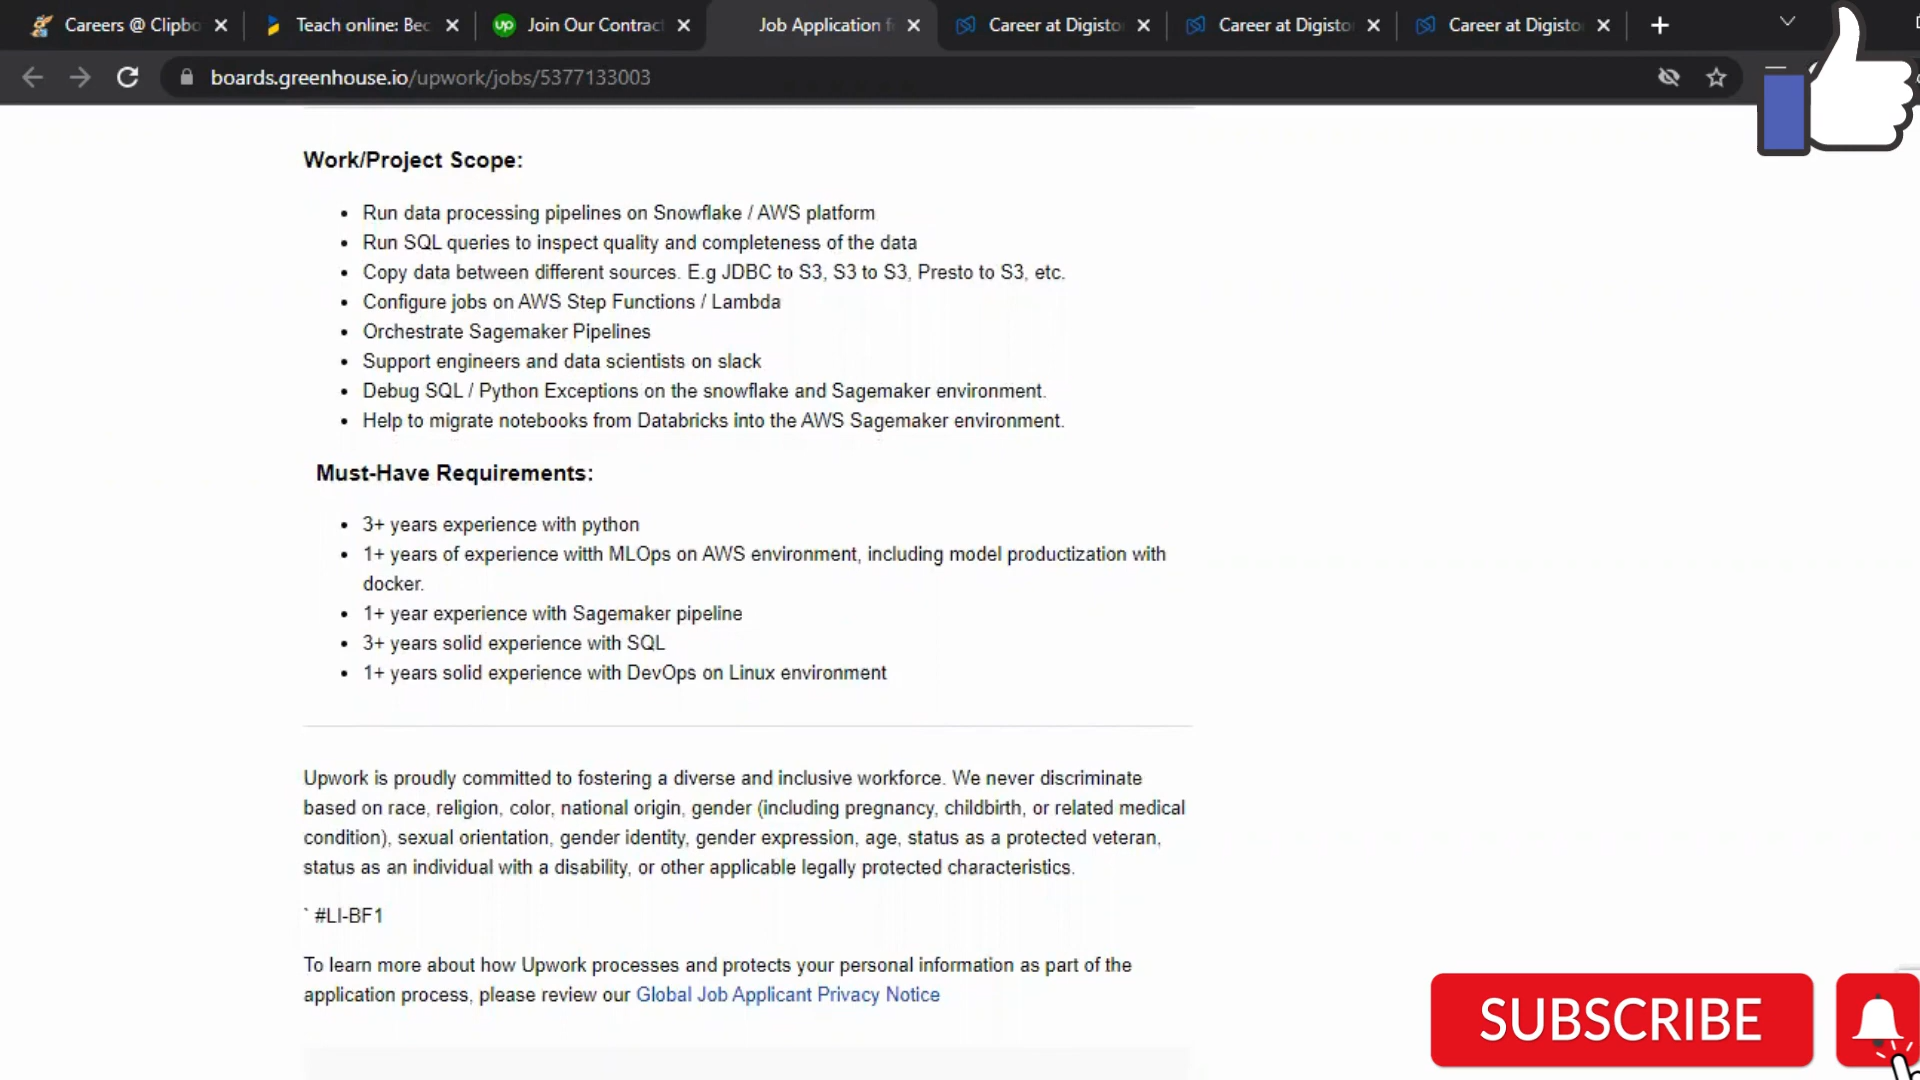 Careers @ Clipbo
Teach online: Bec
up
Join Our Contract
Job Application f
Career at Digisto
Career at Digisto
Career at Digisto
boards.greenhouse.io/upwork/jobs/5377133003
Work/Project Scope:
• Run data processing pipelines on Snowflake / AWS platform
• Run SQL queries to inspect quality and completeness of the data
• Copy data between different sources. E.g JDBC to S3, S3 to S3, Presto to S3, etc.
• Configure jobs on AWS Step Functions / Lambda
• Orchestrate Sagemaker Pipelines
• Support engineers and data scientists on slack
• Debug SQL / Python Exceptions on the snowflake and Sagemaker environment.
• Help to migrate notebooks from Databricks into the AWS Sagemaker environment.
Must-Have Requirements:
• 3+ years experience with python
• 1+ years of experience witth MLOps on AWS environment, including model productization with
docker.
• 1+ year experience with Sagemaker pipeline
• 3+ years solid experience with SQL
• 1+ years solid experience with DevOps on Linux environment
Upwork is proudly committed to fostering a diverse and inclusive workforce. We never discriminate
based on race, religion, color, national origin, gender (including pregnancy, childbirth, or related medical
condition), sexual orientation, gender identity, gender expression, age, status as a protected veteran,
status as an individual with a disability, or other applicable legally protected characteristics.
` #LI-BF1
To learn more about how Upwork processes and protects your personal information as part of the
application process, please review our Global Job Applicant Privacy Notice
SUBSCRIBE